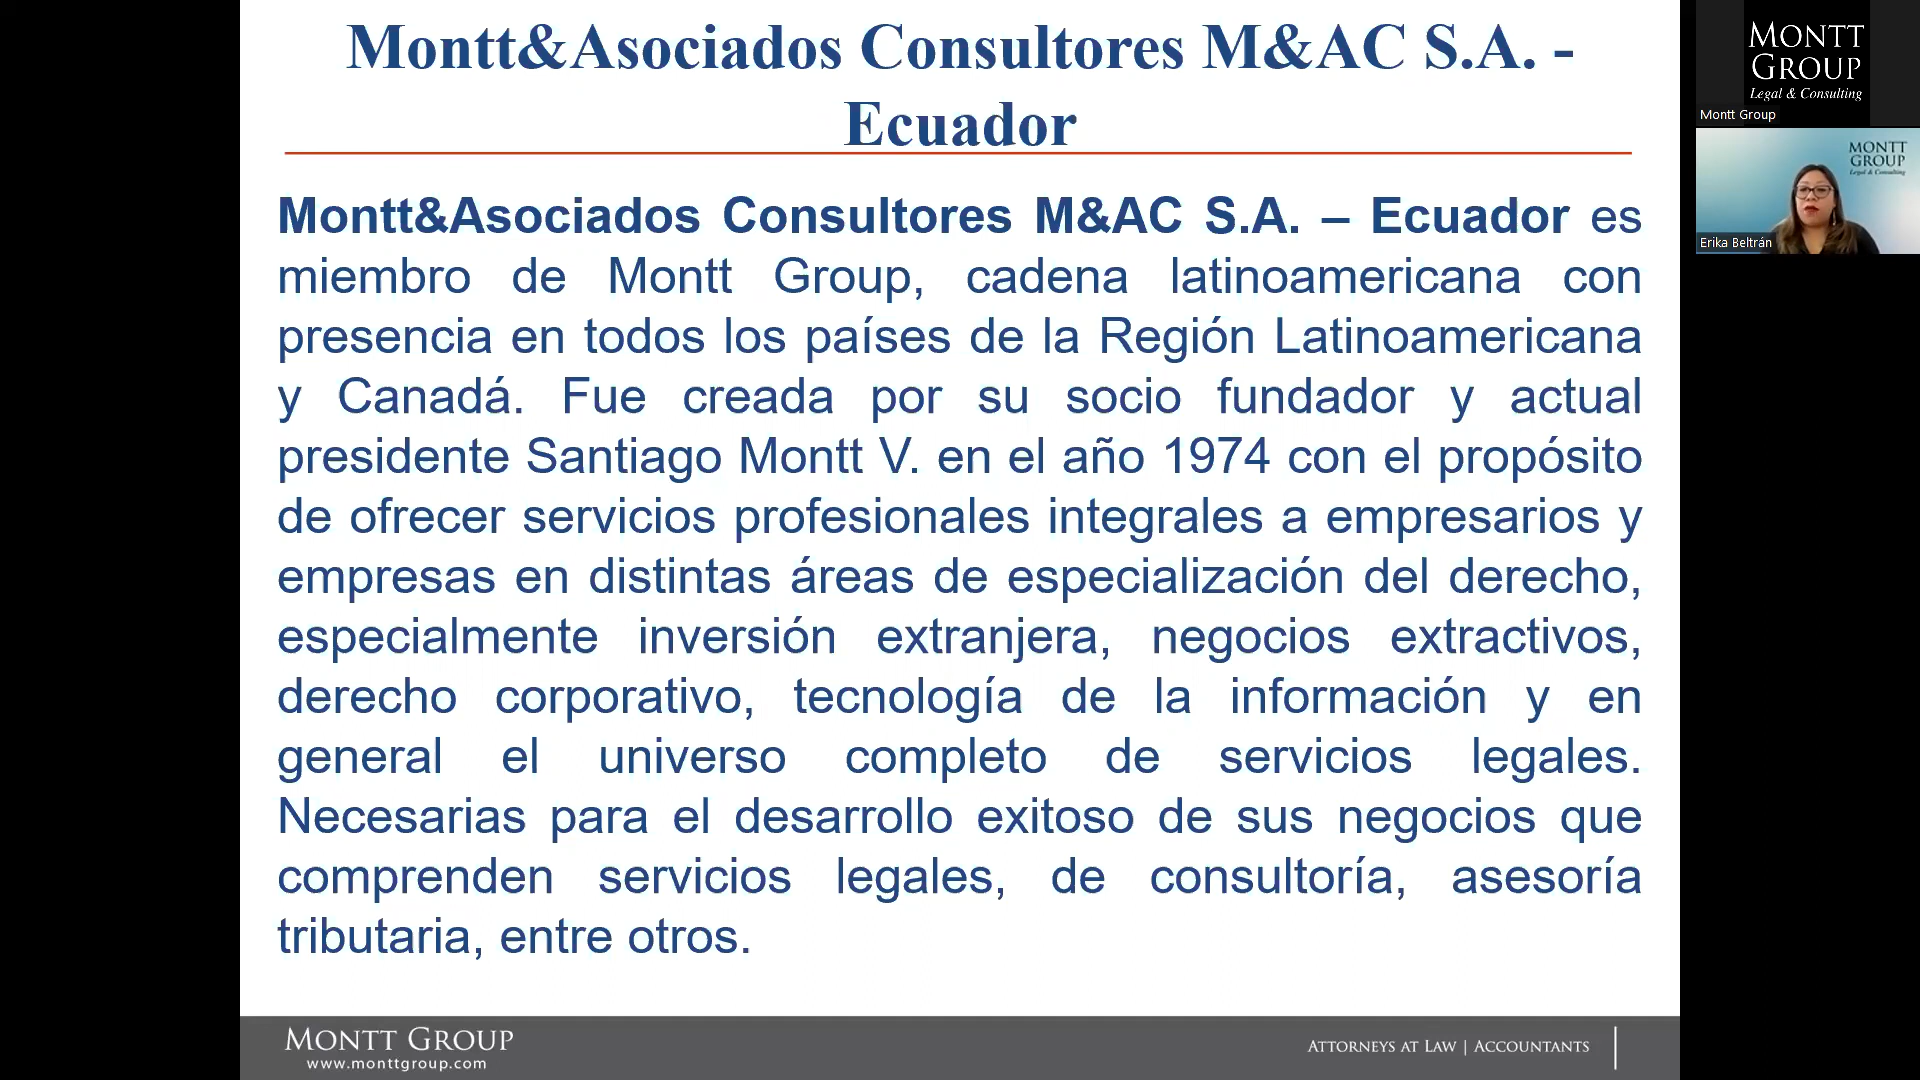 Montt&Asociados Consultores M&AC S.A. -
Ecuador
Montt&Asociados Consultores M&AC S.A. – Ecuador es
miembro de Montt Group, cadena latinoamericana con
presencia en todos los países de la Región Latinoamericana
y Canadá. Fue creada por su socio fundador y actual
presidente Santiago Montt V. en el año 1974 con el propósito
de ofrecer servicios profesionales integrales a empresarios y
empresas en distintas áreas de especialización del derecho,
especialmente inversión extranjera, negocios extractivos,
derecho corporativo, tecnología de la información y en
general el universo completo de servicios legales.
Necesarias para el desarrollo exitoso de sus negocios que
comprenden servicios legales, de consultoría, asesoría
tributaria, entre otros.
MONTT GROUP
www.monttgroup.com
ATTORNEYS AT LAW | ACCOUNTANTS
MONTT
GROUP
Legal & Consulting
Montt Group
MONTT
GROUP
Legal & Consulting
Erika Beltrán